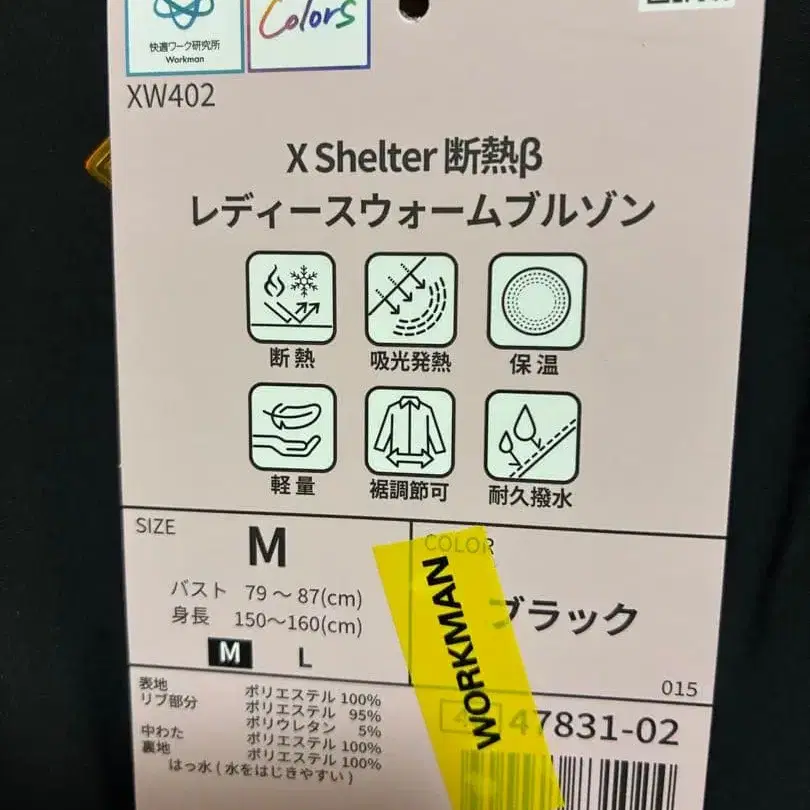 快適ワーク研究所
Workman
Colors
XW402
X Shelter 断熱β
レディースウォームブルゾン
断熱
吸光発熱
保温
軽量
裾調節可
耐久撥水
SIZE
M
バスト 79～87(cm)
身長 150～160(cm)
M L
COLOR
ブラック
015
WORKMAN
47831-02
表地 ポリエステル 100%
リブ部分 ポリエステル 95%
ポリウレタン 5%
中わた ポリエステル 100%
裏地 ポリエステル 100%
はっ水(水をはじきやすい)